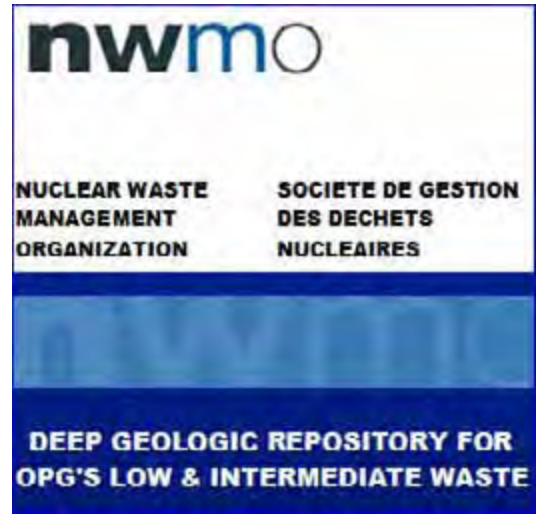 nwmo
NUCLEAR WASTE
MANAGEMENT
ORGANIZATION
SOCIETE DE GESTION
DES DECHETS
NUCLEAIRES
nwmo
DEEP GEOLOGIC REPOSITORY FOR
OPG'S LOW & INTERMEDIATE WASTE